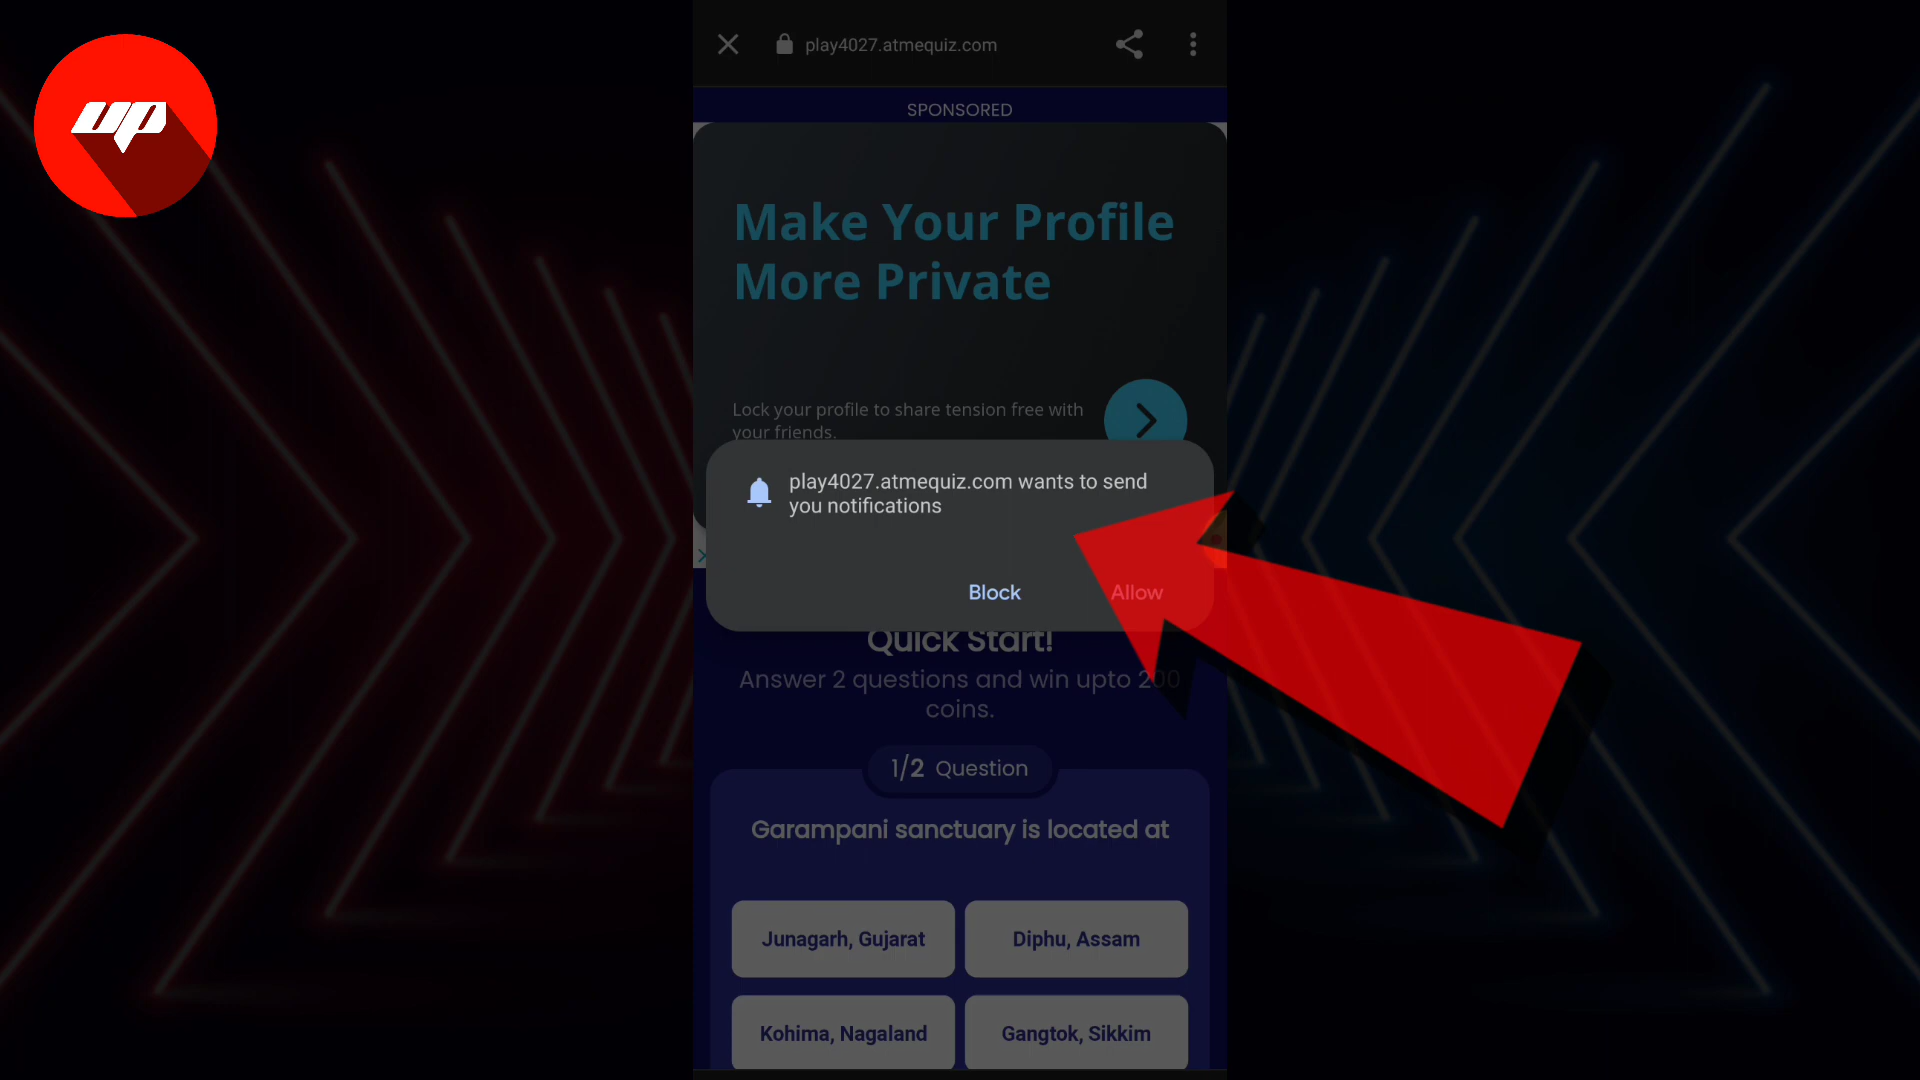 up
play4027.atmequiz.com
SPONSORED
Make Your Profile
More Private
Lock your profile to share tension free with
your friends.
play4027.atmequiz.com wants to send
you notifications
Block
Allow
Quick Start!
Answer 2 questions and win upto 200
coins.
1/2 Question
Garampani sanctuary is located at
Junagarh, Gujarat
Diphu, Assam
Kohima, Nagaland
Gangtok, Sikkim